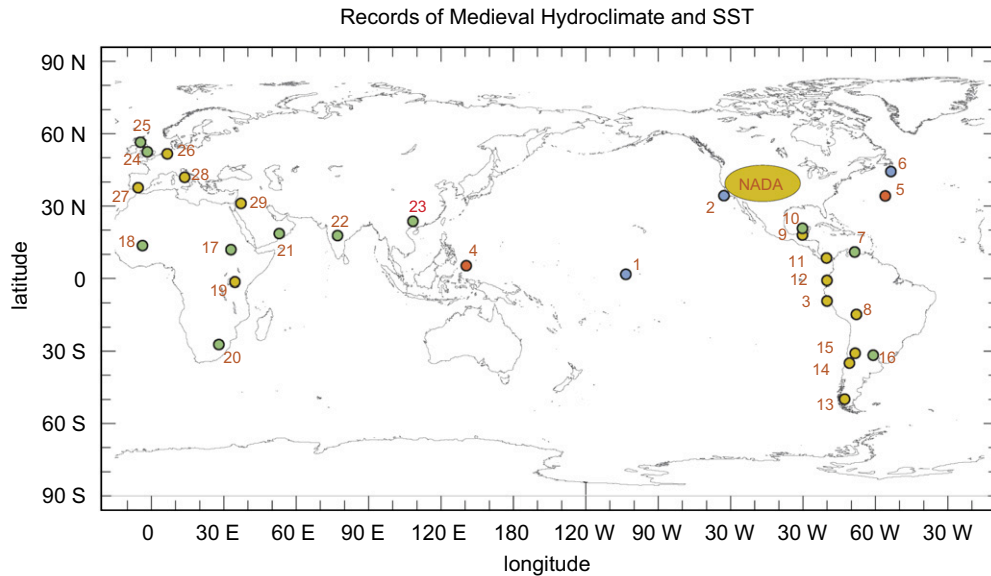 Records of Medieval Hydroclimate and SST
90 N
60 N
30 N
0
30 S
60 S
90 S
latitude
25
24
26
28
27
29
23
22
21
18
17
19
20
4
1
NADA
6
5
2
10
9
7
11
12
3
8
15
14
16
13
0 30 E 60 E 90 E 120 E 180 120 W 90 W 30 W 90 W 60 W 30 W
longitude